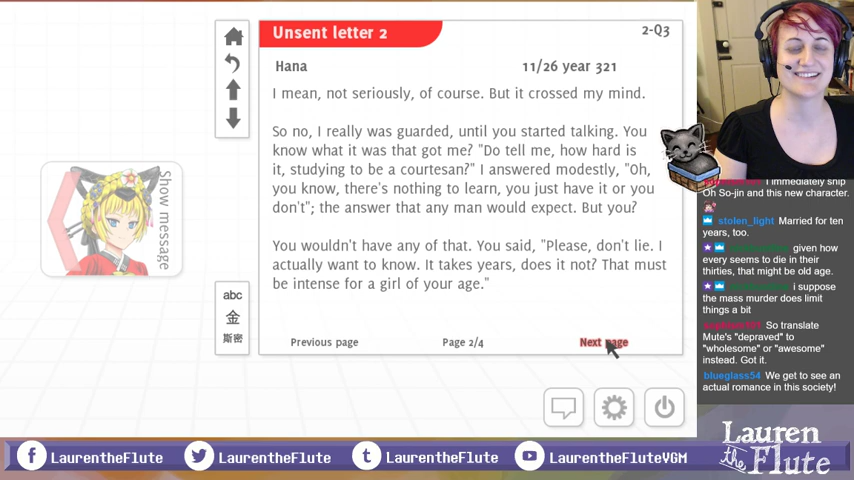 Unsent letter 2
2-Q3
Hana
11/26 year 321
I mean, not seriously, of course. But it crossed my mind.
So no, I really was guarded, until you started talking. You
know what it was that got me? "Do tell me, how hard is
it, studying to be a courtesan?" I answered modestly, "Oh,
you know, there's nothing to learn, you just have it or you
don't"; the answer that any man would expect. But you?
You wouldn't have any of that. You said, "Please, don't lie. I
actually want to know. It takes years, does it not? That must
be intense for a girl of your age."
Previous page
Page 2/4
Next page
Show message
abc
金
斯密
I immediately ship
Oh So-jin and this new character.
stolen_light Married for ten
years, too.
given how
every seems to die in their
thirties, that might be old age.
i suppose
the mass murder does limit
things a bit
So translate
Mute's "depraved" to
"wholesome" or "awesome"
instead. Got it.
blueglass54 We get to see an
actual romance in this society!
Lauren
the Flute
LaurentheFlute
LaurentheFlute
LaurentheFlute
LaurentheFluteVGM